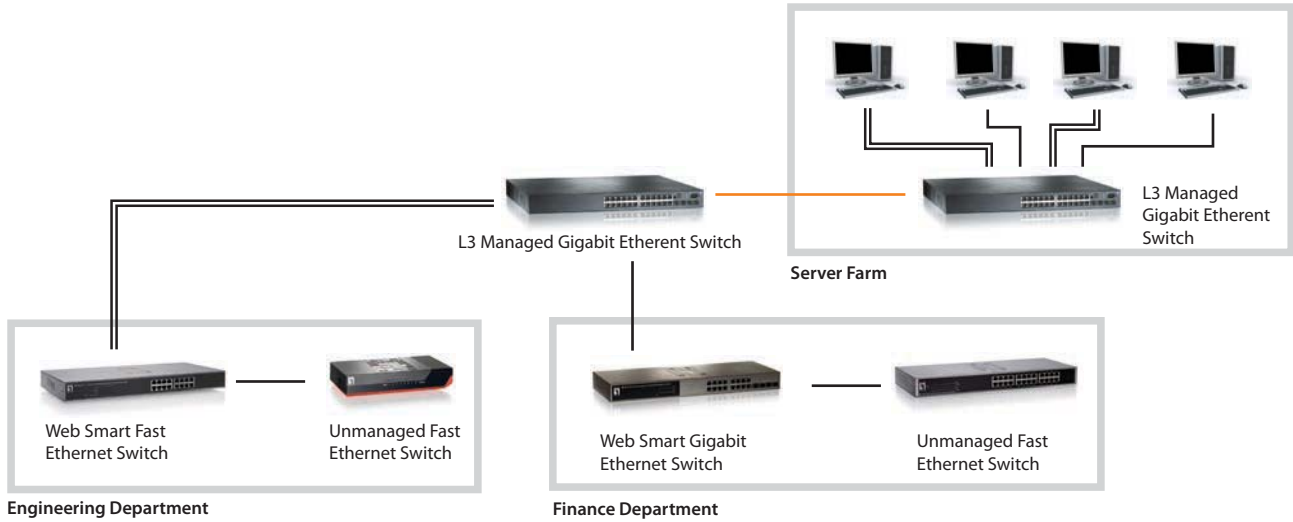 L3 Managed
Gigabit Etherent
Switch
L3 Managed Gigabit Etherent Switch
Server Farm
Web Smart Fast
Ethernet Switch
Unmanaged Fast
Ethernet Switch
Engineering Department
Web Smart Gigabit
Ethernet Switch
Unmanaged Fast
Ethernet Switch
Finance Department